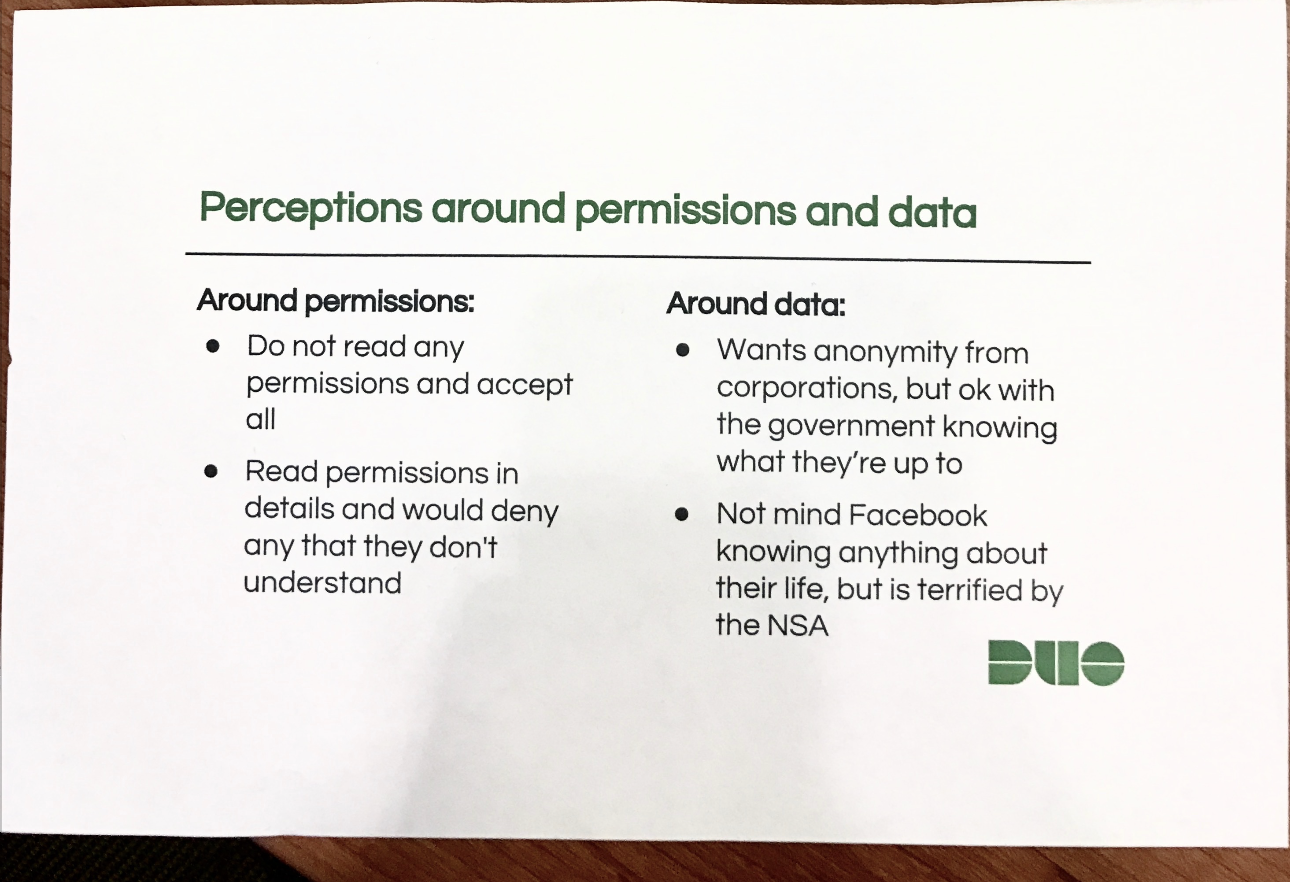 Perceptions around permissions and data
Around permissions:
● Do not read any
permissions and accept
all
● Read permissions in
details and would deny
any that they don't
understand
Around data:
● Wants anonymity from
corporations, but ok with
the government knowing
what they’re up to
● Not mind Facebook
knowing anything about
their life, but is terrified by
the NSA
DUO